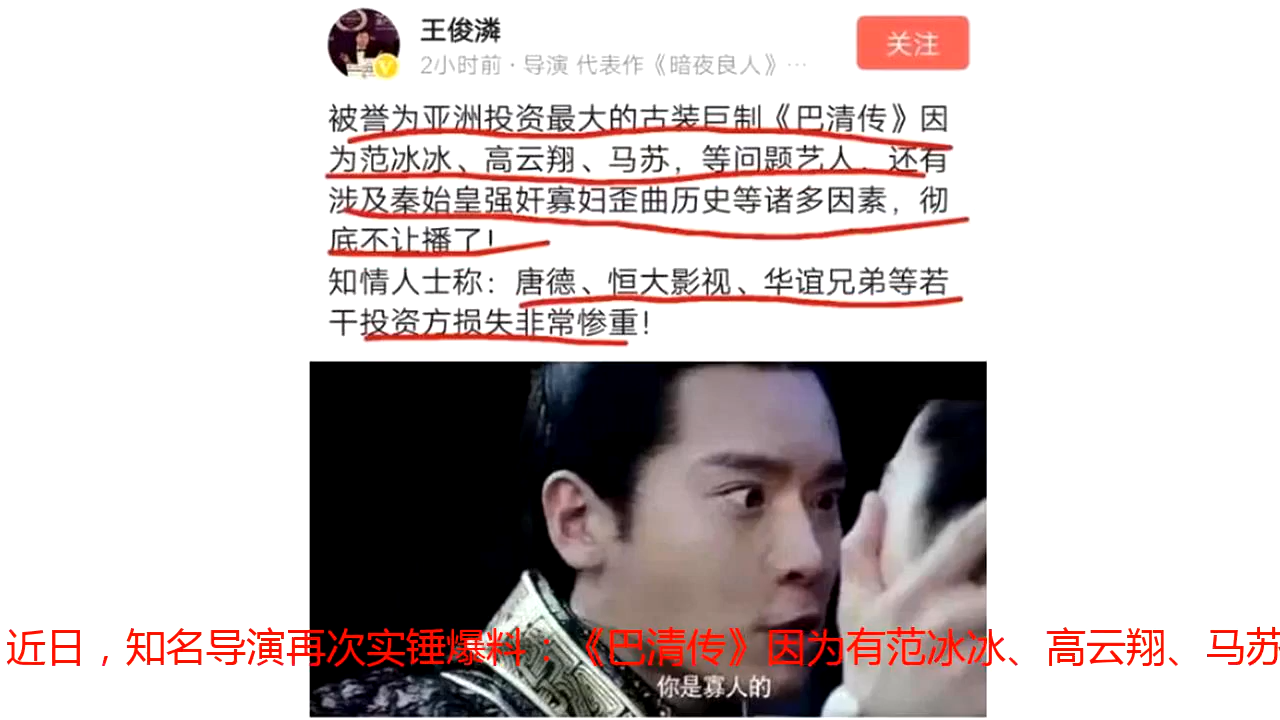 王俊潾
2小时前·导演 代表作《暗夜良人》…
关注
被誉为亚洲投资最大的古装巨制《巴清传》因
为范冰冰、高云翔、马苏，等问题艺人．还有
涉及秦始皇强奸寡妇歪曲历史等诸多因素，彻
底不让播了！
知情人士称：唐德、恒大影视、华谊兄弟等若
干投资方损失非常惨重！
近日，知名导演再次实锤爆料：《巴清传》因为有范冰冰、高云翔、马苏
你是寡人的